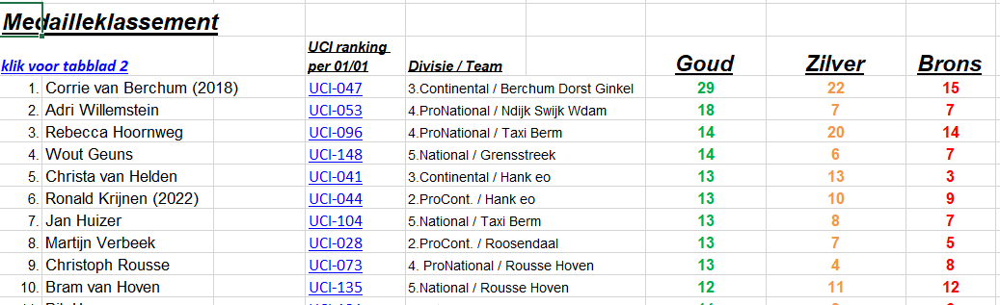 Medailleklassement
UCI ranking
klik voor tabblad 2 per 01/01 Divisie / Team Goud Zilver Brons
1. Corrie van Berchum (2018) UCI-047 3.Continental / Berchum Dorst Ginkel 29 22 15
2. Adri Willemstein UCI-053 4.ProNational / Ndijk Swijk Wdam 18 7 7
3. Rebecca Hoornweg UCI-096 4.ProNational / Taxi Berm 14 20 14
4. Wout Geuns UCI-148 5.National / Grensstreek 14 6 7
5. Christa van Helden UCI-041 3.Continental / Hank eo 13 13 3
6. Ronald Krijnen (2022) UCI-044 2.ProCont. / Hank eo 13 10 9
7. Jan Huizer UCI-104 5.National / Taxi Berm 13 8 7
8. Martijn Verbeek UCI-028 2.ProCont. / Roosendaal 13 7 5
9. Christoph Rousse UCI-073 4. ProNational / Rousse Hoven 13 4 8
10. Bram van Hoven UCI-135 5.National / Rousse Hoven 12 11 12